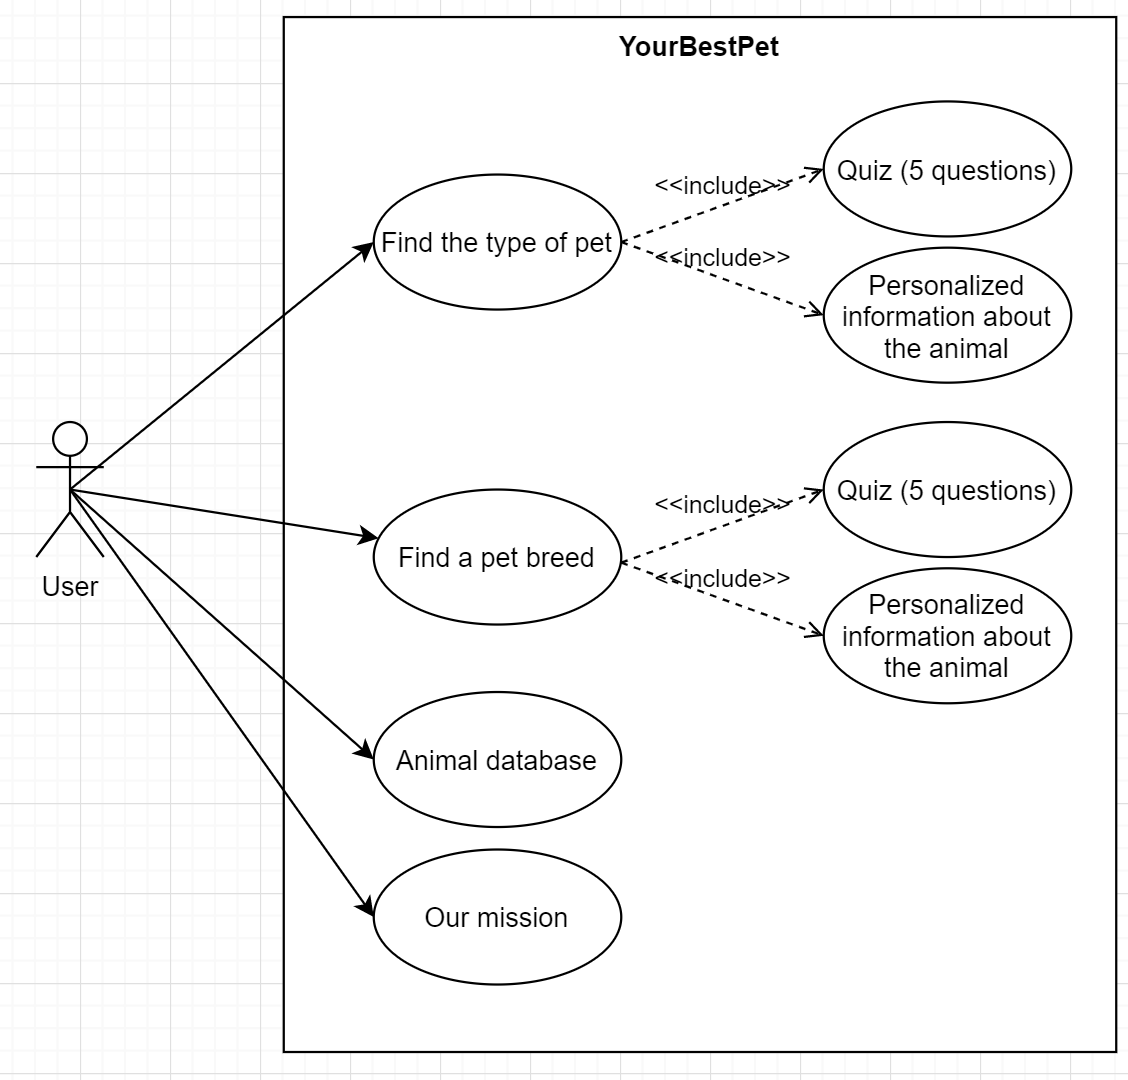 YourBestPet
Find the type of pet
<<include>>
Quiz (5 questions)
<<include>>
Personalized
information about
the animal
User
Find a pet breed
<<include>>
Quiz (5 questions)
<<include>>
Personalized
information about
the animal
Animal database
Our mission